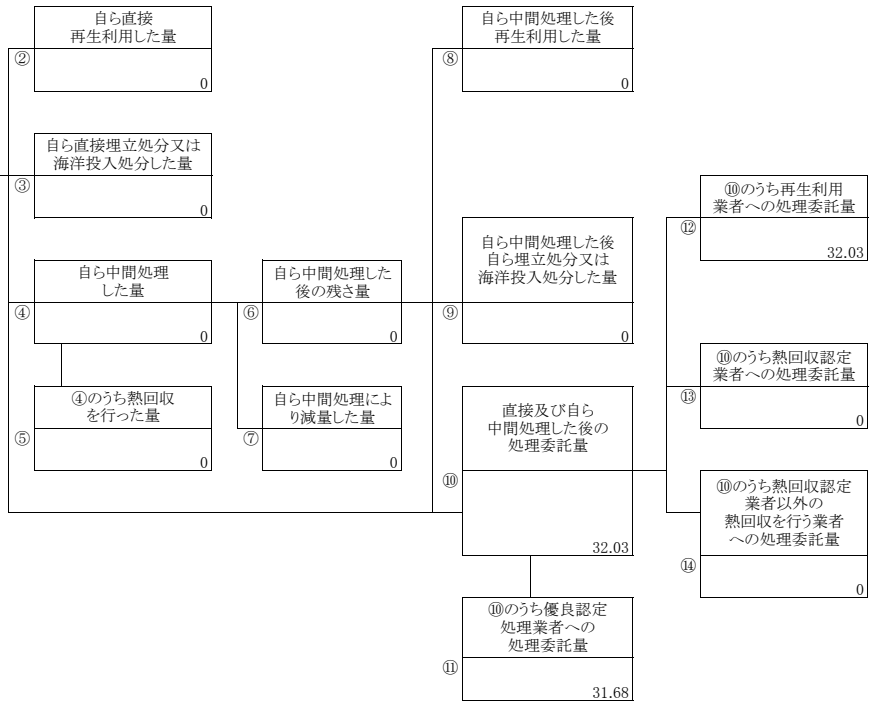 自ら直接
再生利用した量
②
0
自ら直接埋立処分又は
海洋投入処分した量
③
0
自ら中間処理
した量
④
0
④のうち熱回収
を行った量
⑤
0
自ら中間処理した
後の残さ量
⑥
0
自ら中間処理によ
り減量した量
⑦
0
自ら中間処理した後
再生利用した量
⑧
0
自ら中間処理した後
自ら埋立処分又は
海洋投入処分した量
⑨
0
直接及び自ら
中間処理した後の
処理委託量
⑩
32.03
⑩のうち優良認定
処理業者への
処理委託量
⑪
31.68
⑩のうち再生利用
業者への処理委託量
⑫
32.03
⑩のうち熱回収認定
業者への処理委託量
⑬
0
⑩のうち熱回収認定
業者以外の
熱回収を行う業者
への処理委託量
⑭
0